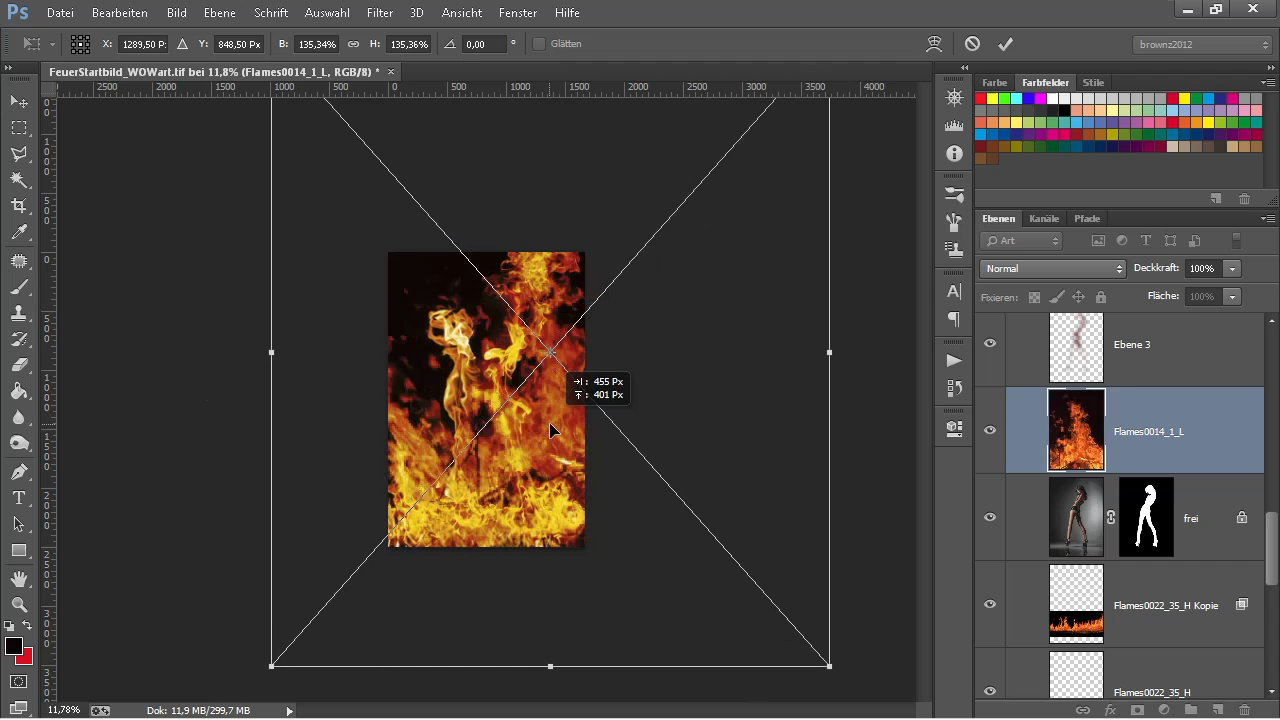 Ps Datei Bearbeiten Bild Ebene Schrift Auswahl Filter 3D Ansicht Fenster Hilfe
X: 1289,50 P: Y: 848,50 Px B: 135,34% H: 135,36% 0,00 ° Glätten brownz2012
FeuerStartbild_WOWart.tif bei 11,8% (Flames0014_1_L, RGB/8) *
2500 2000 1500 1000 500 0 500 1000 1500 2000 2500 3000 3500 4000
Farbe Farbfelder Stile
Ebenen Kanäle Pfade
Art
Normal Deckkraft: 100%
Fixieren: Fläche: 100%
Ebene 3
455 Px
401 Px
Flames0014_1_L
frei
Flames0022_35_H Kopie
Flames0022_35_H
11,78% Dok: 11,9 MB/299,7 MB